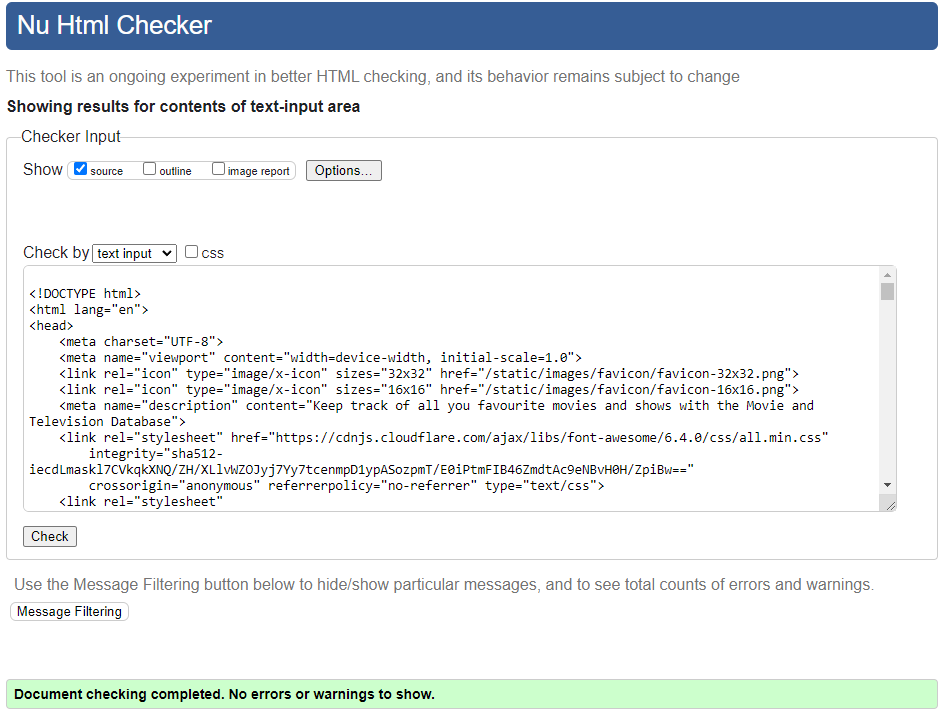 Nu Html Checker
This tool is an ongoing experiment in better HTML checking, and its behavior remains subject to change
Showing results for contents of text-input area
Checker Input
Show source outline image report Options...
Check by text input css
<!DOCTYPE html>
<html lang="en">
<head>
    <meta charset="UTF-8">
    <meta name="viewport" content="width=device-width, initial-scale=1.0">
    <link rel="icon" type="image/x-icon" sizes="32x32" href="/static/images/favicon/favicon-32x32.png">
    <link rel="icon" type="image/x-icon" sizes="16x16" href="/static/images/favicon/favicon-16x16.png">
    <meta name="description" content="Keep track of all you favourite movies and shows with the Movie and
Television Database">
    <link rel="stylesheet" href="https://cdnjs.cloudflare.com/ajax/libs/font-awesome/6.4.0/css/all.min.css"
        integrity="sha512-
iecdLmaskl7CVkqkXNQ/ZH/XLlvWZOJyj7Yy7tcenmpD1ypASozpmT/E0iPtmFIB46ZmdtAc9eNBvH0H/ZpiBw=="
        crossorigin="anonymous" referrerpolicy="no-referrer" type="text/css">
    <link rel="stylesheet"
Check
Use the Message Filtering button below to hide/show particular messages, and to see total counts of errors and warnings.
Message Filtering
Document checking completed. No errors or warnings to show.